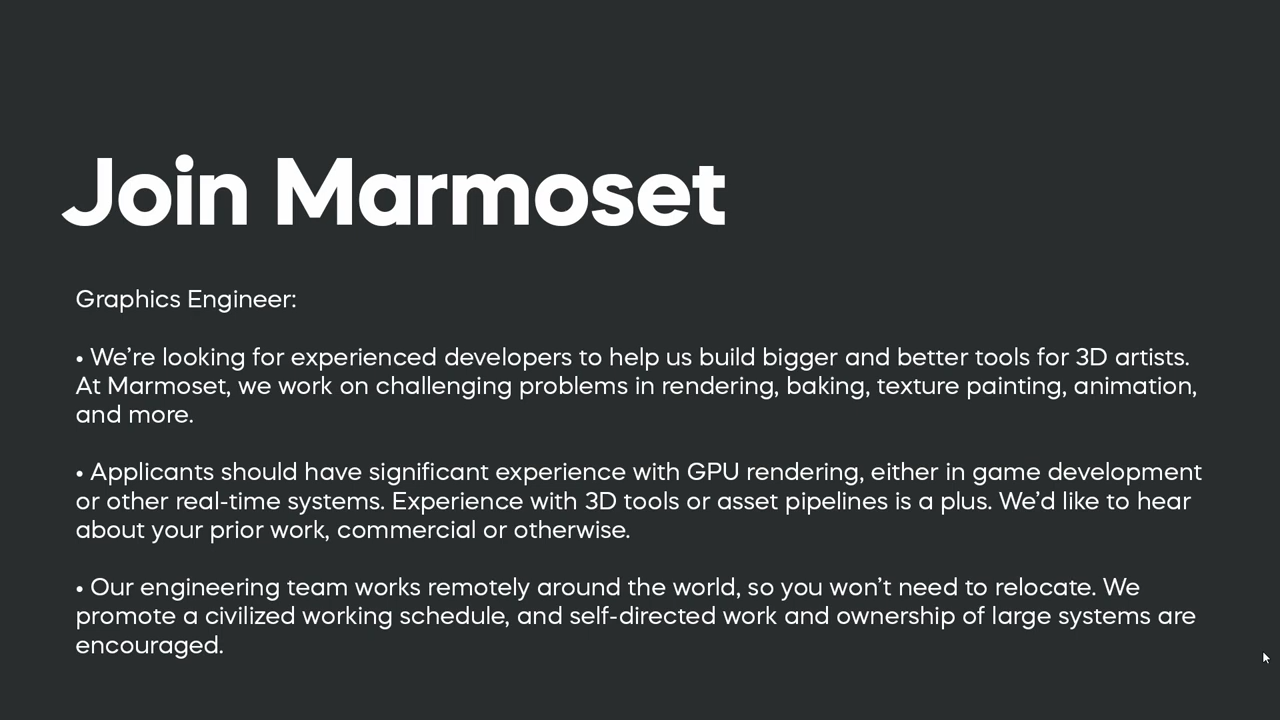 Join Marmoset
Graphics Engineer:
• We’re looking for experienced developers to help us build bigger and better tools for 3D artists.
At Marmoset, we work on challenging problems in rendering, baking, texture painting, animation,
and more.
• Applicants should have significant experience with GPU rendering, either in game development
or other real-time systems. Experience with 3D tools or asset pipelines is a plus. We’d like to hear
about your prior work, commercial or otherwise.
• Our engineering team works remotely around the world, so you won’t need to relocate. We
promote a civilized working schedule, and self-directed work and ownership of large systems are
encouraged.